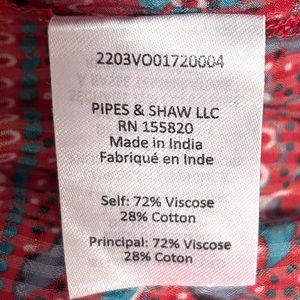 2203VO01720004
PIPES & SHAW LLC
RN 155820
Made in India
Fabriqué en Inde
Self: 72% Viscose
28% Cotton
Principal: 72% Viscose
28% Coton